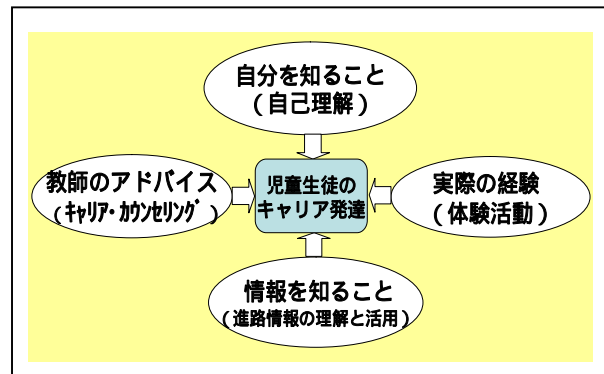 自分を知ること
(自己理解)
教師のアドバイス
(ｷｬﾘｱ･ｶｳﾝｾﾘﾝｸﾞ)
児童生徒の
キャリア発達
実際の経験
(体験活動)
情報を知ること
(進路情報の理解と活用)